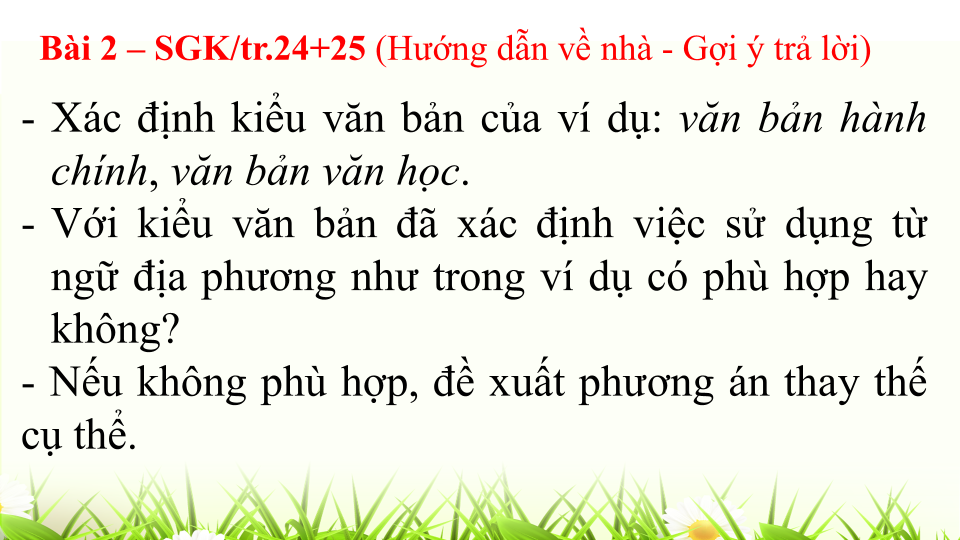 Bài 2 – SGK/tr.24+25 (Hướng dẫn về nhà - Gợi ý trả lời)
- Xác định kiểu văn bản của ví dụ: văn bản hành
chính, văn bản văn học.
- Với kiểu văn bản đã xác định việc sử dụng từ
ngữ địa phương như trong ví dụ có phù hợp hay
không?
- Nếu không phù hợp, đề xuất phương án thay thế
cụ thể.